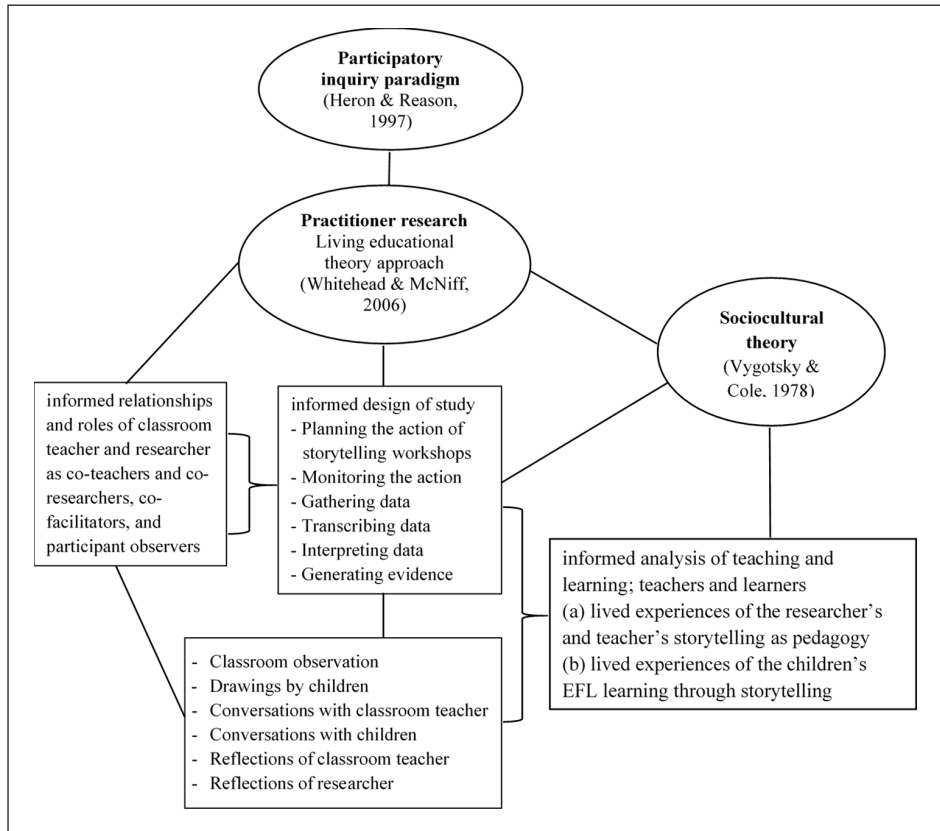 Participatory
inquiry paradigm
(Heron & Reason,
1997)
Practitioner research
Living educational
theory approach
(Whitehead & McNiff,
2006)
Sociocultural
theory
(Vygotsky &
Cole, 1978)
informed relationships
and roles of classroom
teacher and researcher
as co-teachers and co-
researchers, co-
facilitators, and
participant observers
informed design of study
- Planning the action of
storytelling workshops
- Monitoring the action
- Gathering data
- Transcribing data
- Interpreting data
- Generating evidence
informed analysis of teaching and
learning; teachers and learners
(a) lived experiences of the researcher’s
and teacher’s storytelling as pedagogy
(b) lived experiences of the children’s
EFL learning through storytelling
- Classroom observation
- Drawings by children
- Conversations with classroom teacher
- Conversations with children
- Reflections of classroom teacher
- Reflections of researcher